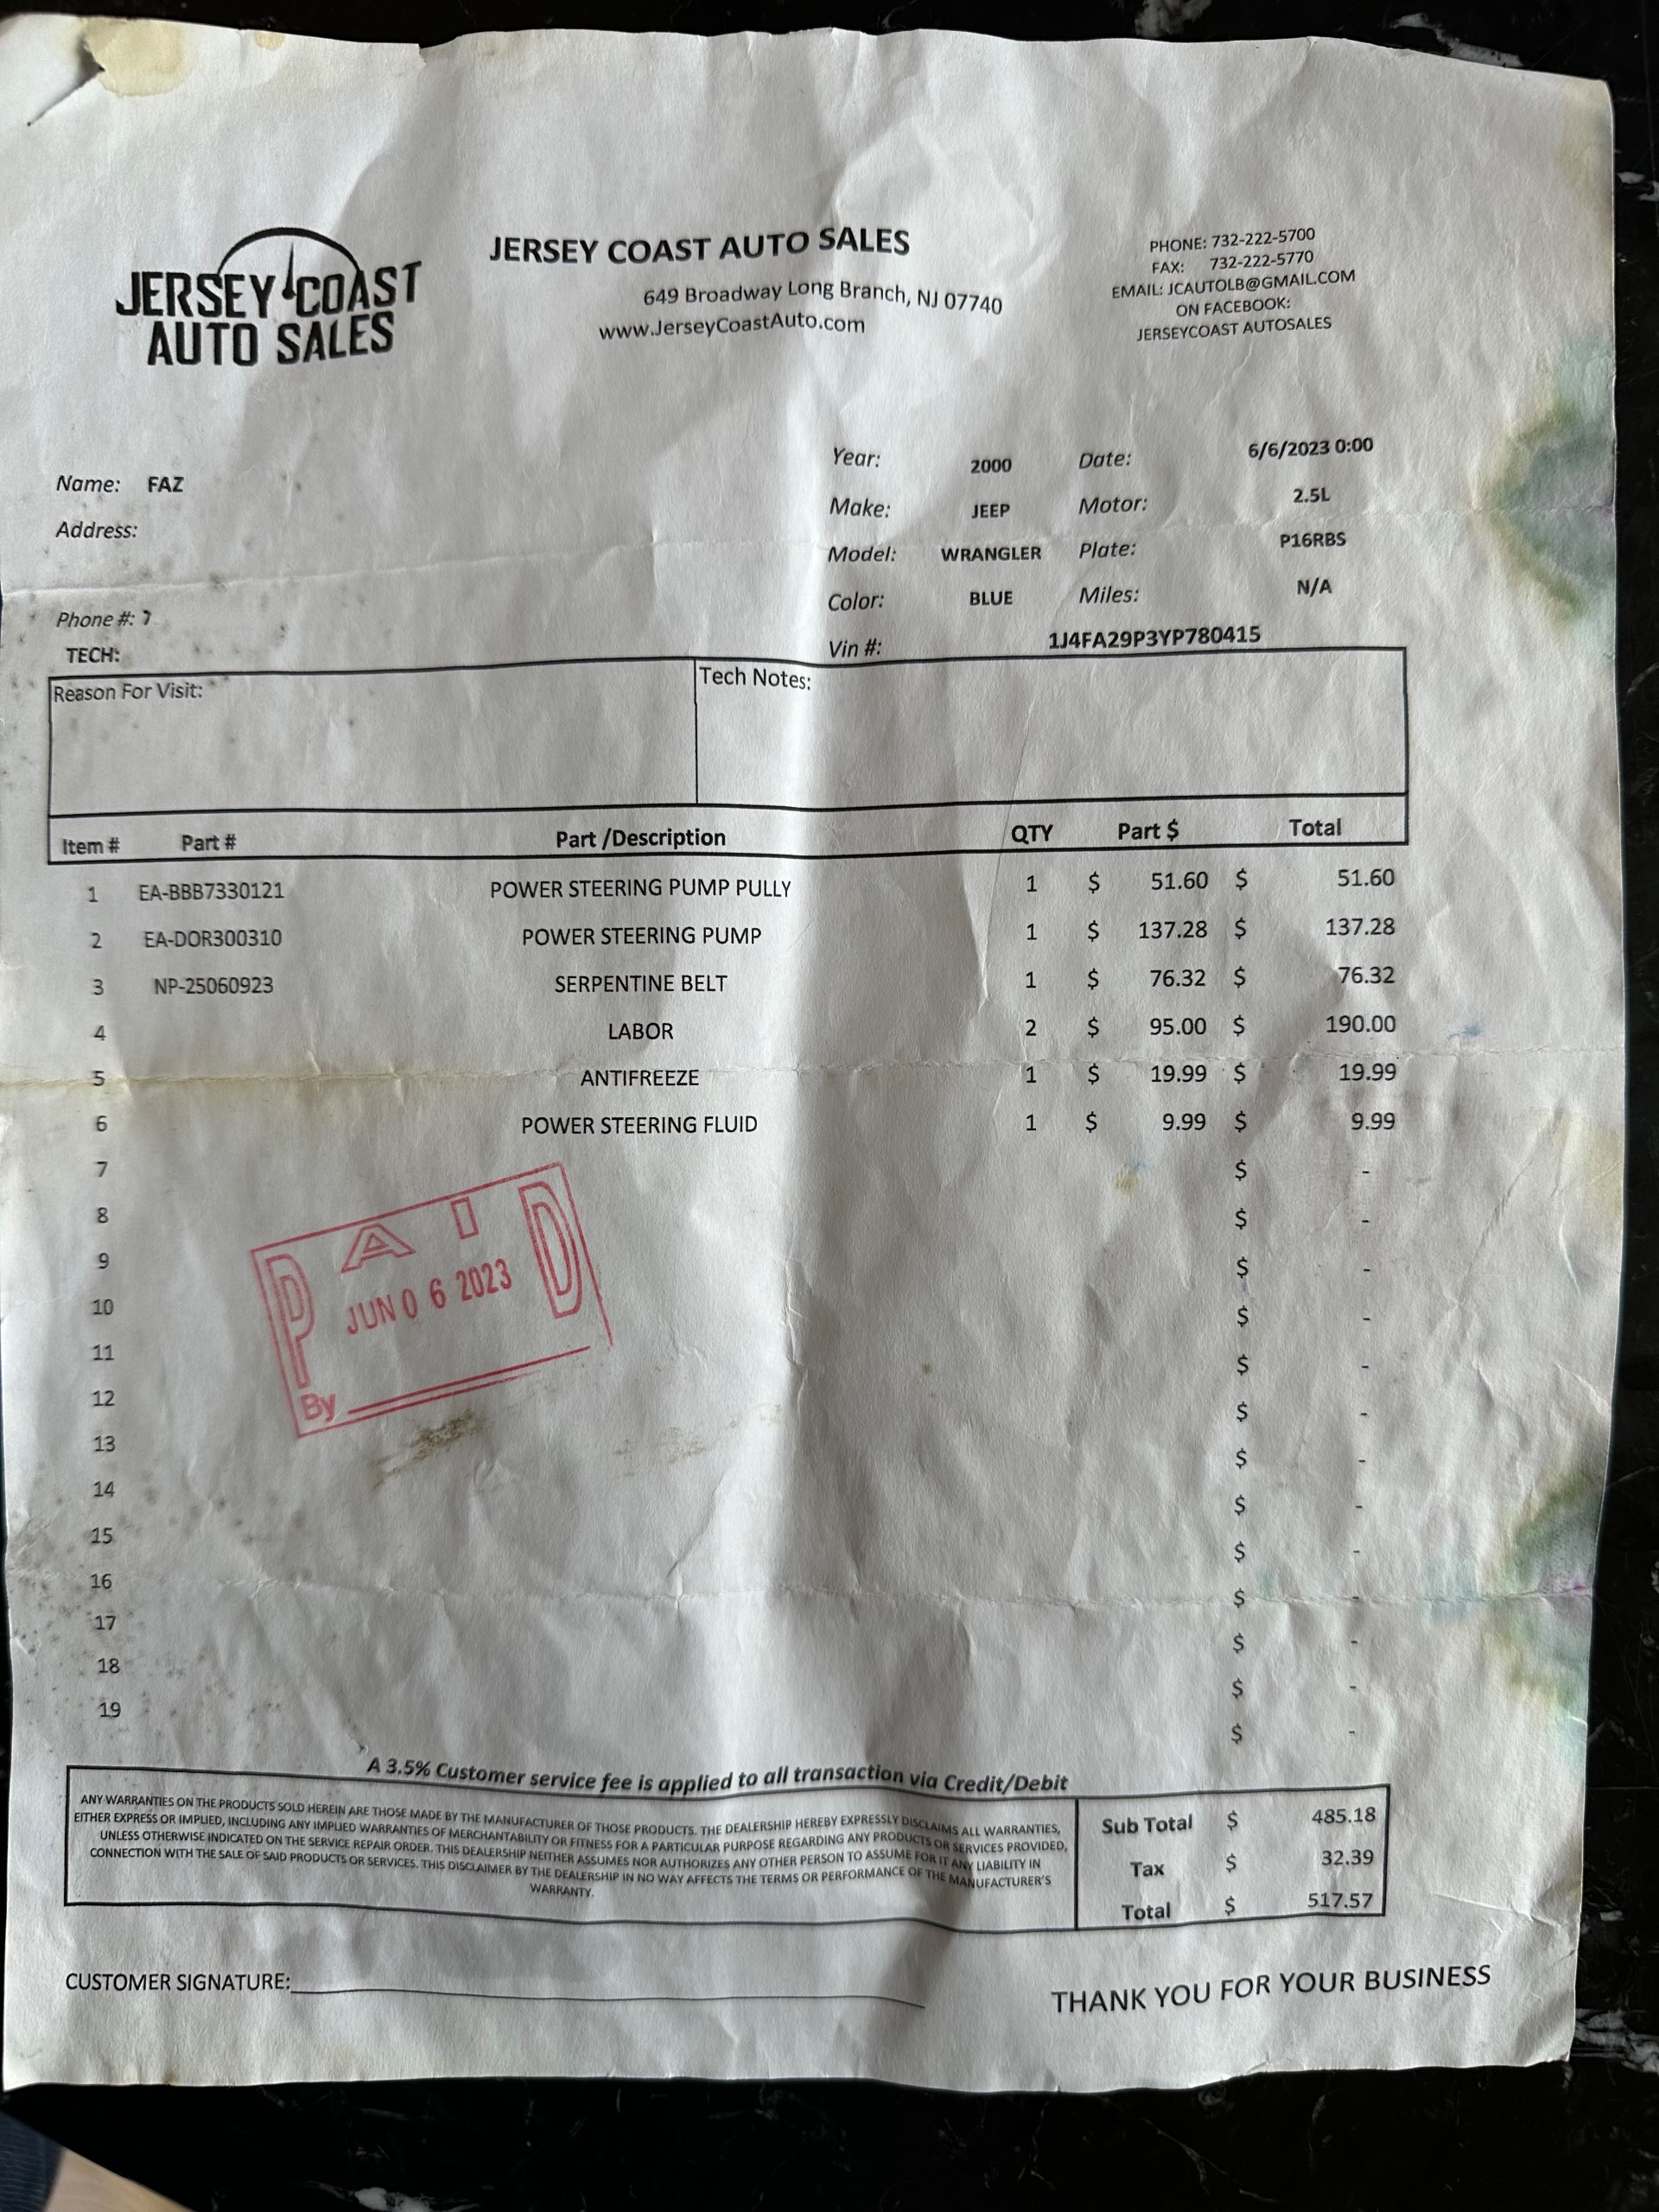 JERSEY COAST
AUTO SALES
JERSEY COAST AUTO SALES
649 Broadway Long Branch, NJ 07740
www.JerseyCoastAuto.com
PHONE: 732-222-5700
FAX: 732-222-5770
EMAIL: JCAUTOLB@GMAIL.COM
ON FACEBOOK:
JERSEYCOAST AUTOSALES
Name: FAZ
Address:
Phone #: 7
TECH:
Year: 2000 Date: 6/6/2023 0:00
Make: JEEP Motor: 2.5L
Model: WRANGLER Plate: P16RBS
Color: BLUE Miles: N/A
Vin #: 1J4FA29P3YP780415
Reason For Visit: Tech Notes:
Item # Part # Part /Description QTY Part $ Total
1 EA-BBB7330121 POWER STEERING PUMP PULLY 1 $ 51.60 $ 51.60
2 EA-DOR300310 POWER STEERING PUMP 1 $ 137.28 $ 137.28
3 NP-25060923 SERPENTINE BELT 1 $ 76.32 $ 76.32
4 LABOR 2 $ 95.00 $ 190.00
5 ANTIFREEZE 1 $ 19.99 $ 19.99
6 POWER STEERING FLUID 1 $ 9.99 $ 9.99
7 $ -
8 $ -
9 $ -
10 $ -
11 $ -
12 $ -
13 $ -
14 $ -
15 $ -
16 $ -
17 $ -
18 $ -
19 $ -
PAID
JUN 06 2023
By
A 3.5% Customer service fee is applied to all transaction via Credit/Debit
ANY WARRANTIES ON THE PRODUCTS SOLD HEREIN ARE THOSE MADE BY THE MANUFACTURER OF THOSE PRODUCTS. THE DEALERSHIP HEREBY EXPRESSLY DISCLAIMS ALL WARRANTIES,
EITHER EXPRESS OR IMPLIED, INCLUDING ANY IMPLIED WARRANTIES OF MERCHANTABILITY OR FITNESS FOR A PARTICULAR PURPOSE REGARDING ANY PRODUCTS OR SERVICES PROVIDED,
UNLESS OTHERWISE INDICATED ON THE SERVICE REPAIR ORDER. THIS DEALERSHIP NEITHER ASSUMES NOR AUTHORIZES ANY OTHER PERSON TO ASSUME FOR IT ANY LIABILITY IN
CONNECTION WITH THE SALE OF SAID PRODUCTS OR SERVICES. THIS DISCLAIMER BY THE DEALERSHIP IN NO WAY AFFECTS THE TERMS OR PERFORMANCE OF THE MANUFACTURER'S
WARRANTY.
Sub Total $ 485.18
Tax $ 32.39
Total $ 517.57
CUSTOMER SIGNATURE:
THANK YOU FOR YOUR BUSINESS